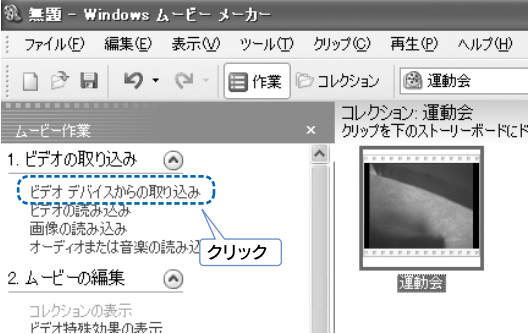 無題 - Windows ムービー メーカー
ファイル(F) 編集(E) 表示(V) ツール(T) クリップ(C) 再生(P) ヘルプ(H)
作業 コレクション 運動会
ムービー作業 ×
コレクション: 運動会
クリップを下のストーリーボードにド
1. ビデオの取り込み
ビデオ デバイスからの取り込み
ビデオの読み込み
画像の読み込み
オーディオまたは音楽の読み込
クリック
2. ムービーの編集
コレクションの表示
ビデオ特殊効果の表示
運動会